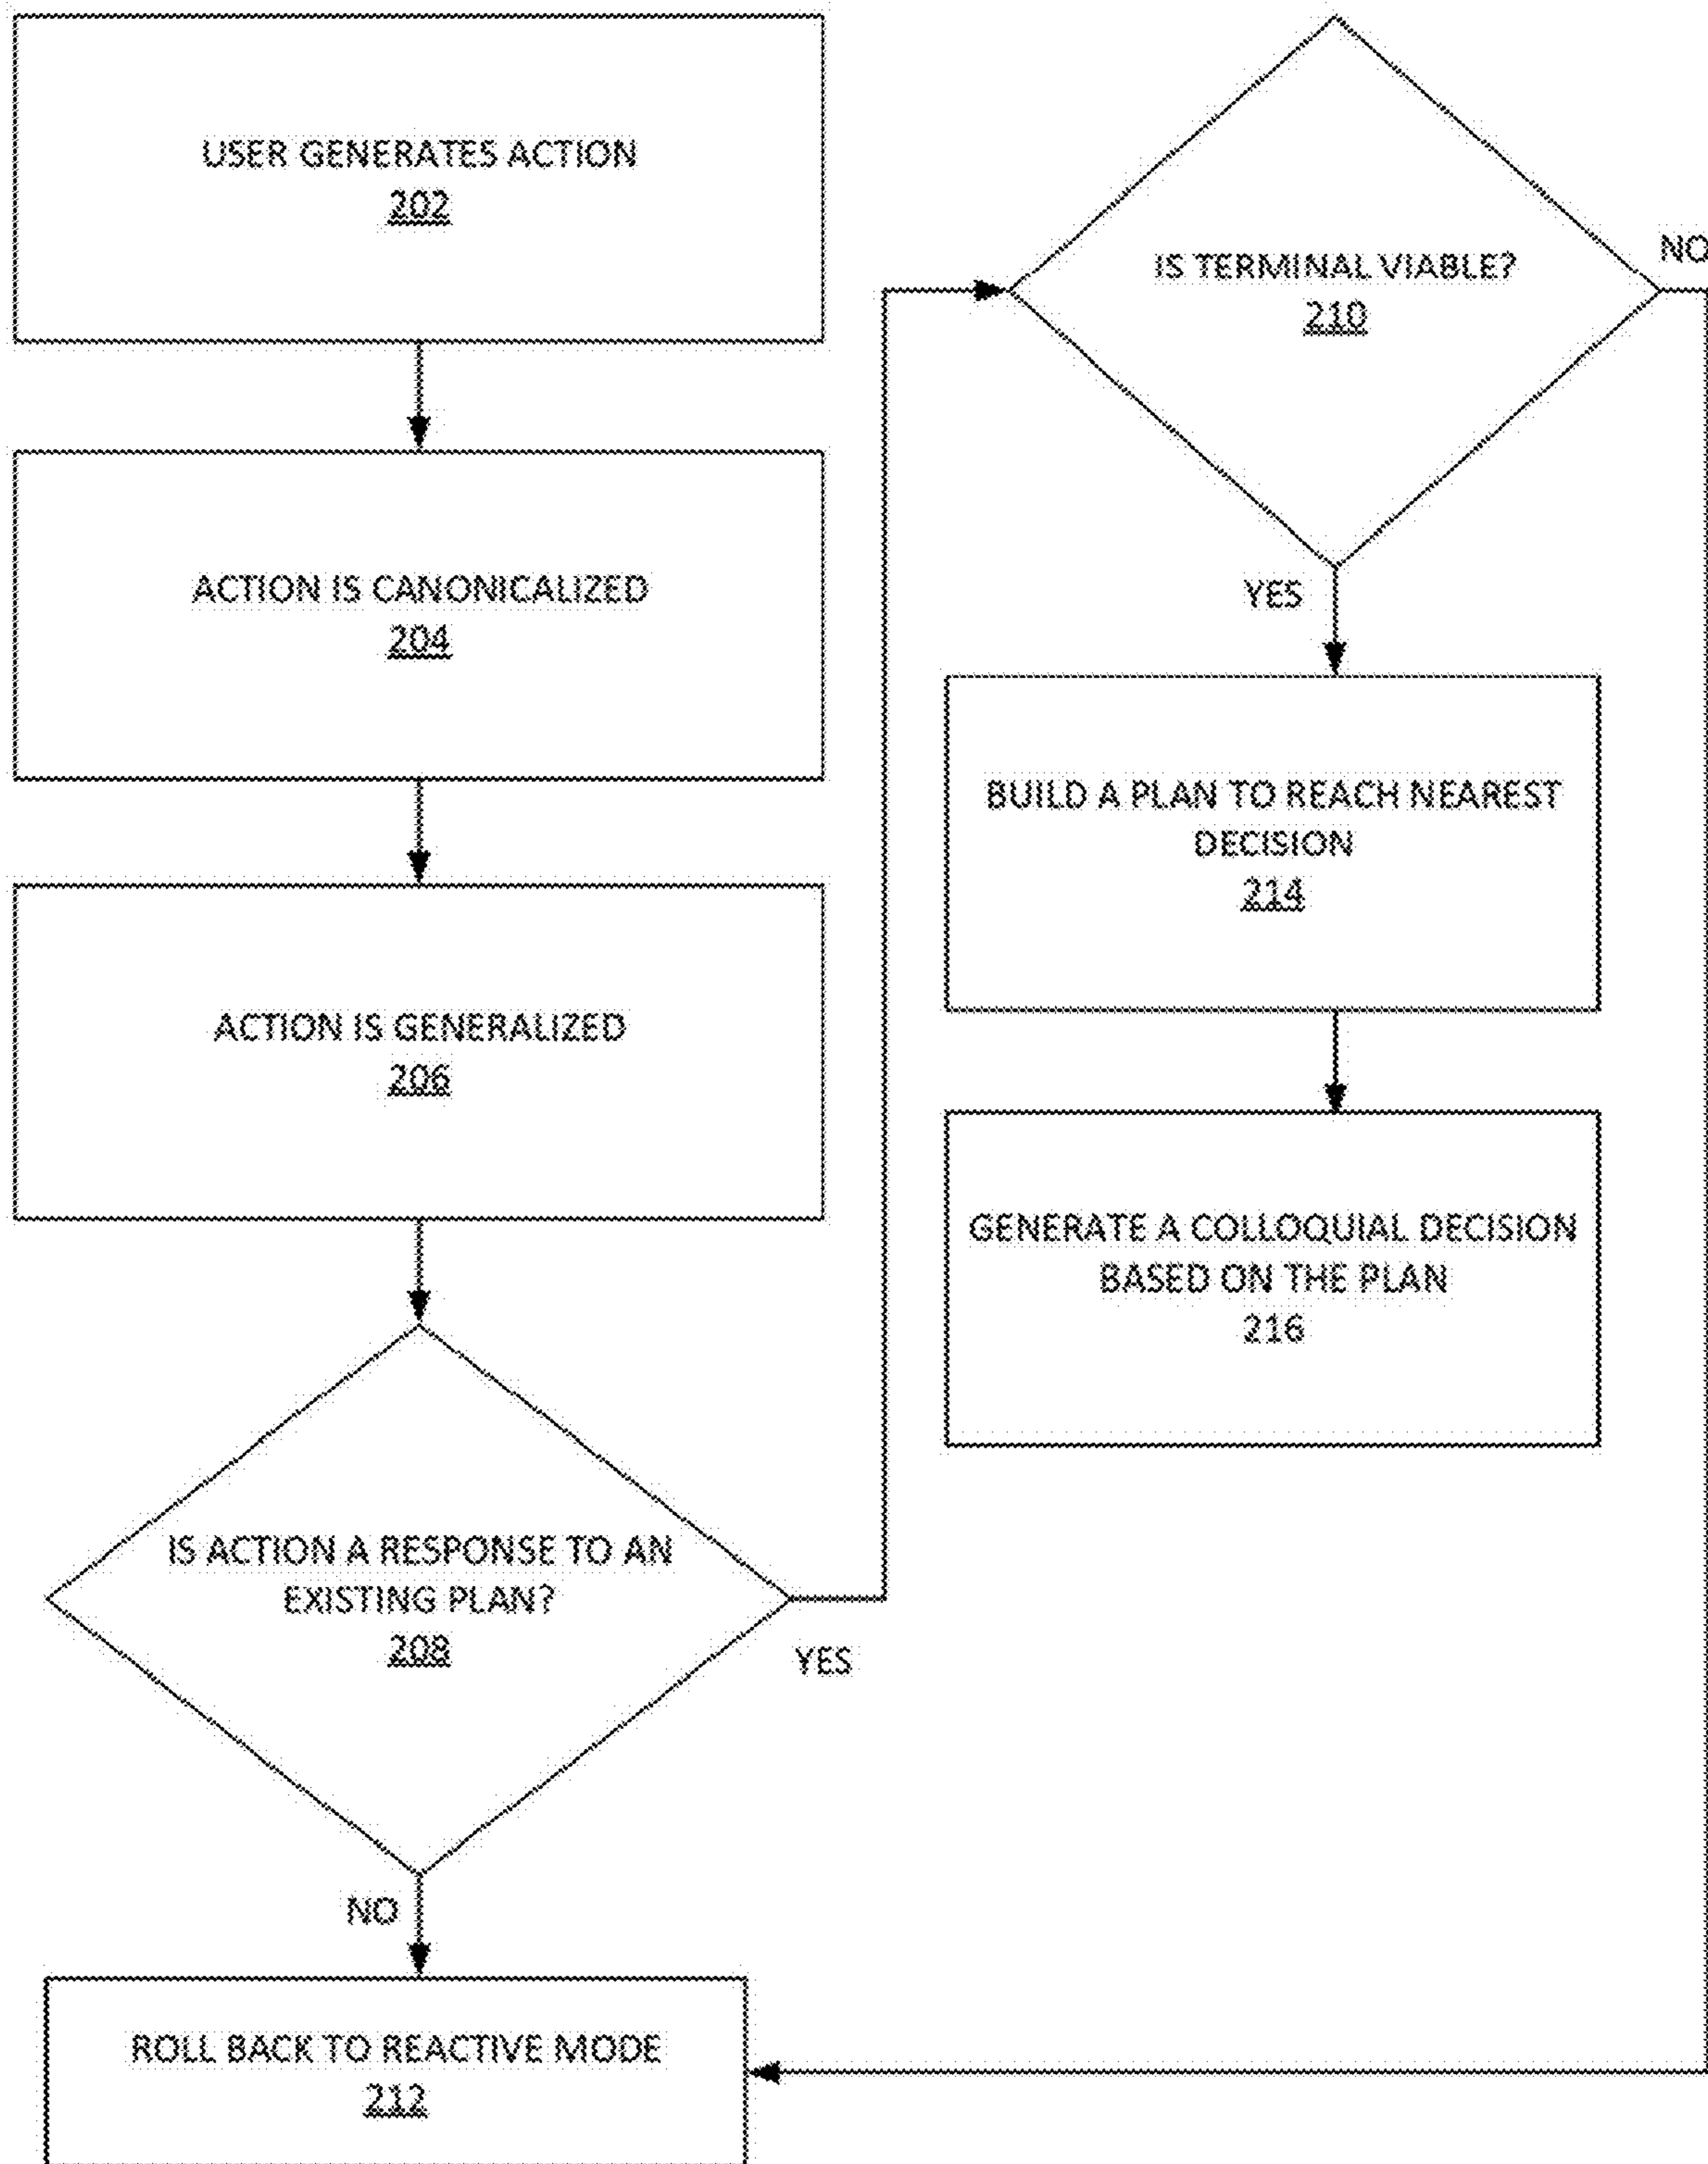 USER GENERATES ACTION
202
ACTION IS CANONICALIZED
204
ACTION IS GENERALIZED
206
IS ACTION A RESPONSE TO AN
EXISTING PLAN?
208
YES
NO
ROLL BACK TO REACTIVE MODE
212
IS TERMINAL VIABLE?
210
NO
YES
BUILD A PLAN TO REACH NEAREST
DECISION
214
GENERATE A COLLOQUIAL DECISION
BASED ON THE PLAN
216